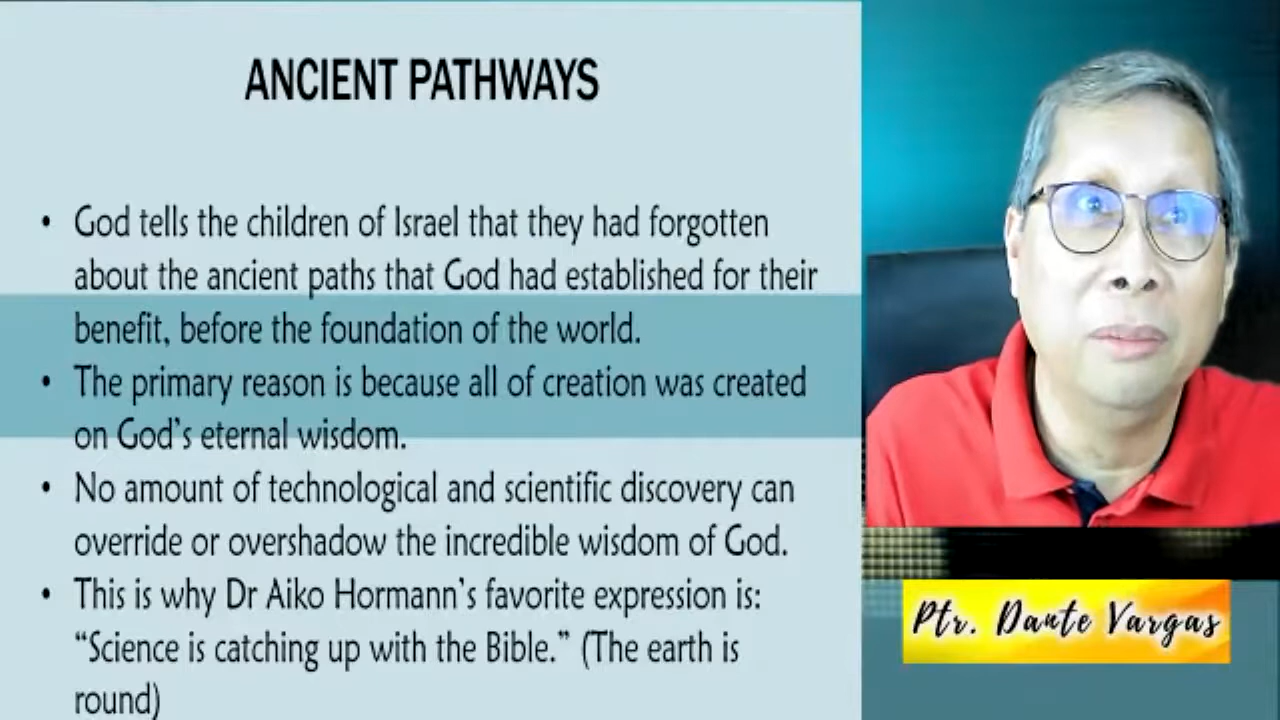 ANCIENT PATHWAYS
• God tells the children of Israel that they had forgotten
about the ancient paths that God had established for their
benefit, before the foundation of the world.
• The primary reason is because all of creation was created
on God's eternal wisdom.
• No amount of technological and scientific discovery can
override or overshadow the incredible wisdom of God.
• This is why Dr Aiko Hormann's favorite expression is:
“Science is catching up with the Bible.” (The earth is
round)
Ptr. Dante Vargas